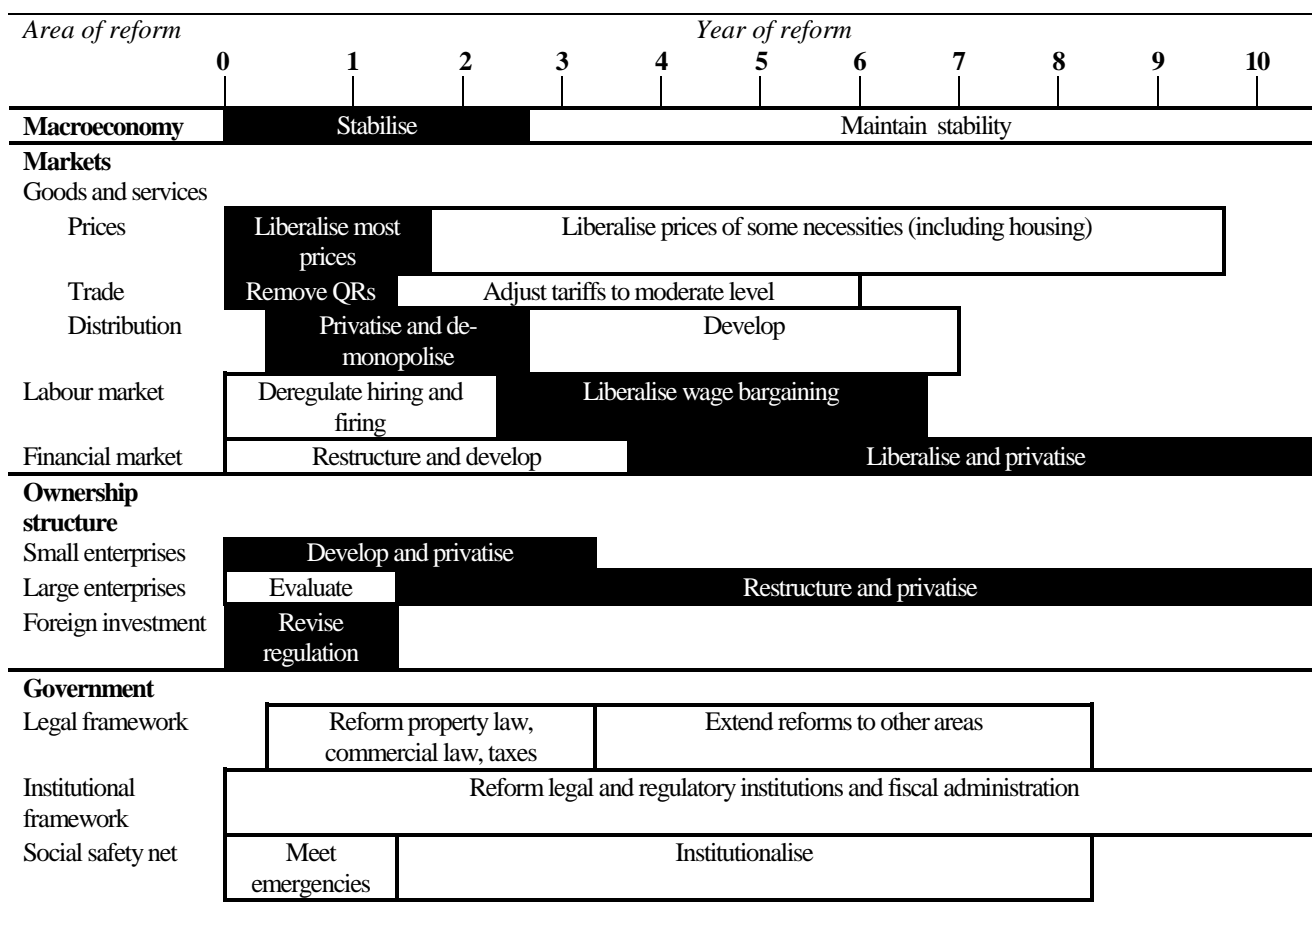 Area of reform Year of reform
0 1 2 3 4 5 6 7 8 9 10
Macroeconomy Stabilise Maintain stability
Markets
Goods and services
Prices Liberalise most Liberalise prices of some necessities (including housing)
prices
Trade Remove QRs Adjust tariffs to moderate level
Distribution Privatise and de- Develop
monopolise
Labour market Deregulate hiring and Liberalise wage bargaining
firing
Financial market Restructure and develop Liberalise and privatise
Ownership
structure
Small enterprises Develop and privatise
Large enterprises Evaluate Restructure and privatise
Foreign investment Revise
regulation
Government
Legal framework Reform property law, Extend reforms to other areas
commercial law, taxes
Institutional Reform legal and regulatory institutions and fiscal administration
framework
Social safety net Meet Institutionalise
emergencies